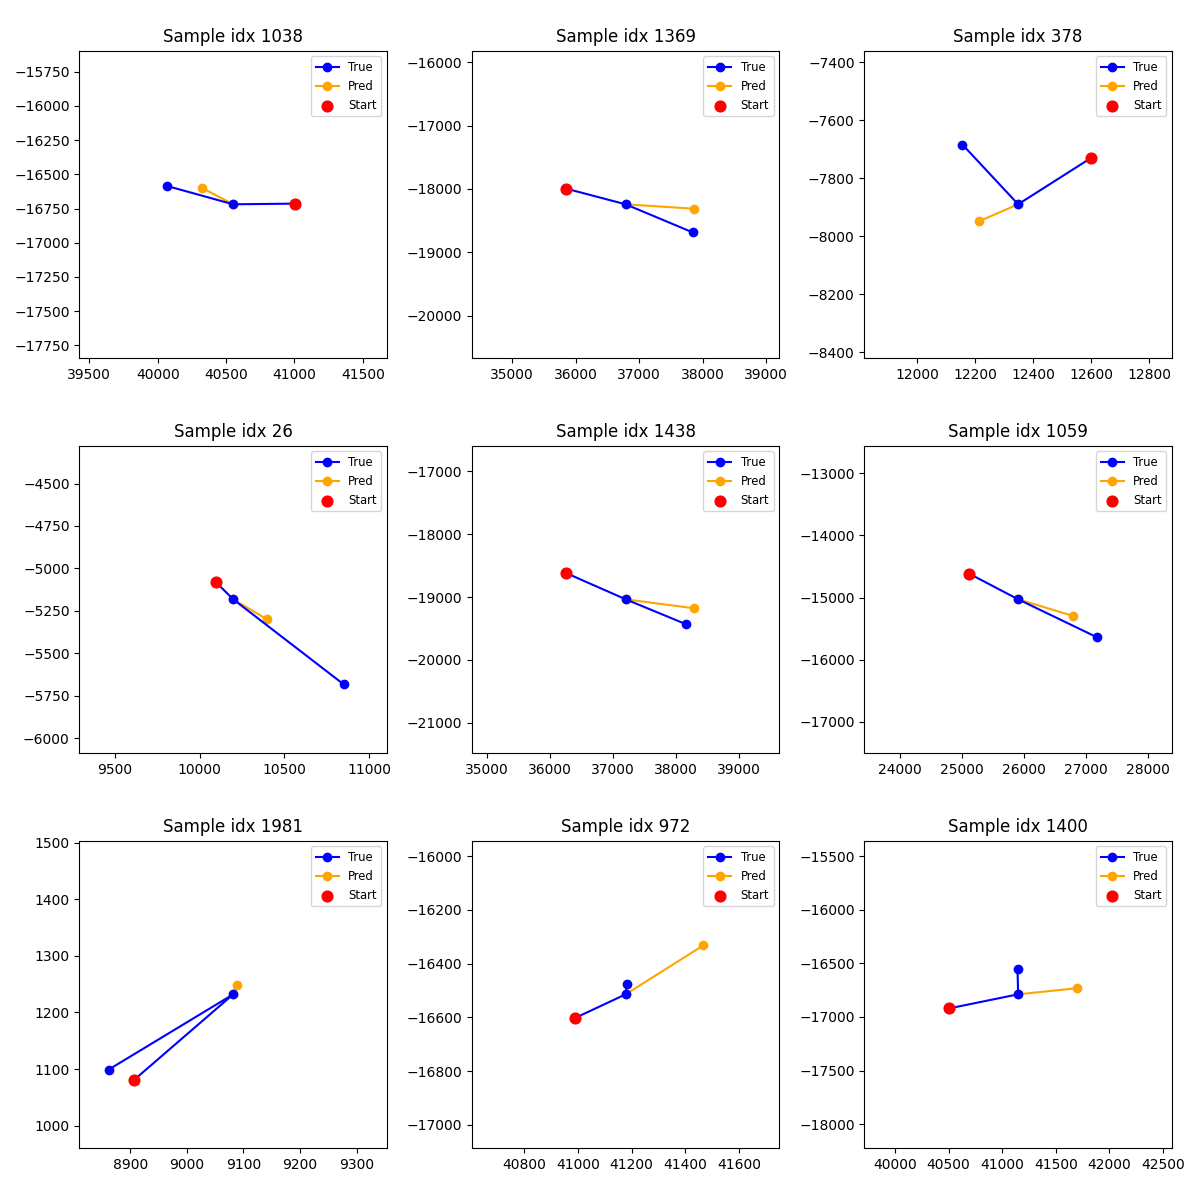 Sample idx 1038
True
Pred
Start
−15750
−16000
−16250
−16500
−16750
−17000
−17250
−17500
−17750
39500 40000 40500 41000 41500
Sample idx 1369
True
Pred
Start
−16000
−17000
−18000
−19000
−20000
35000 36000 37000 38000 39000
Sample idx 378
True
Pred
Start
−7400
−7600
−7800
−8000
−8200
−8400
12000 12200 12400 12600 12800
Sample idx 26
True
Pred
Start
−4500
−4750
−5000
−5250
−5500
−5750
−6000
9500 10000 10500 11000
Sample idx 1438
True
Pred
Start
−17000
−18000
−19000
−20000
−21000
35000 36000 37000 38000 39000
Sample idx 1059
True
Pred
Start
−13000
−14000
−15000
−16000
−17000
24000 25000 26000 27000 28000
Sample idx 1981
True
Pred
Start
1500
1400
1300
1200
1100
1000
8900 9000 9100 9200 9300
Sample idx 972
True
Pred
Start
−16000
−16200
−16400
−16600
−16800
−17000
40800 41000 41200 41400 41600
Sample idx 1400
True
Pred
Start
−15500
−16000
−16500
−17000
−17500
−18000
40000 40500 41000 41500 42000 42500